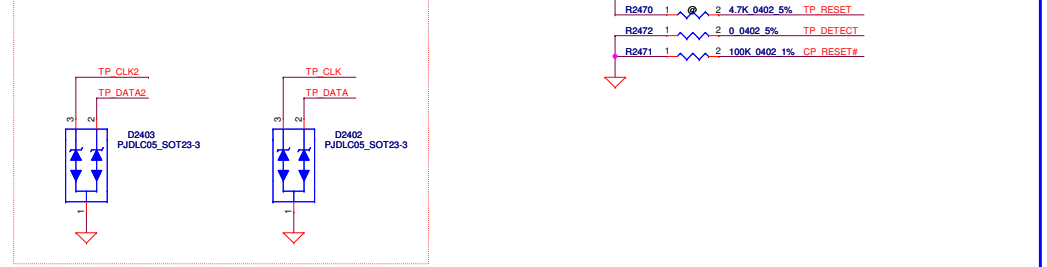 R2470 1 @ 2 4.7K_0402_5% TP_RESET
R2472 1 2 0_0402_5% TP_DETECT
R2471 1 2 100K_0402_1% CP_RESET#
TP_CLK2
TP_DATA2
3
2
D2403
PJDLC05_SOT23-3
1
TP_CLK
TP_DATA
3
2
D2402
PJDLC05_SOT23-3
1